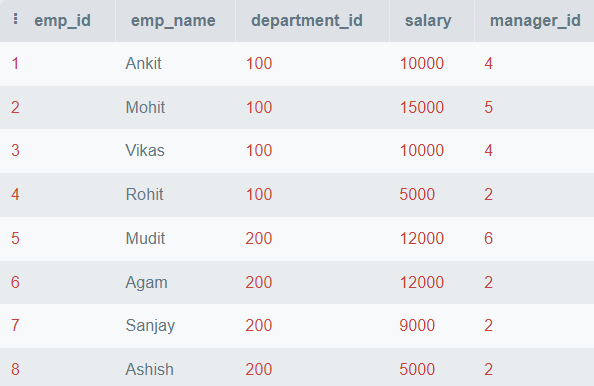 emp_id emp_name department_id salary manager_id
1 Ankit 100 10000 4
2 Mohit 100 15000 5
3 Vikas 100 10000 4
4 Rohit 100 5000 2
5 Mudit 200 12000 6
6 Agam 200 12000 2
7 Sanjay 200 9000 2
8 Ashish 200 5000 2